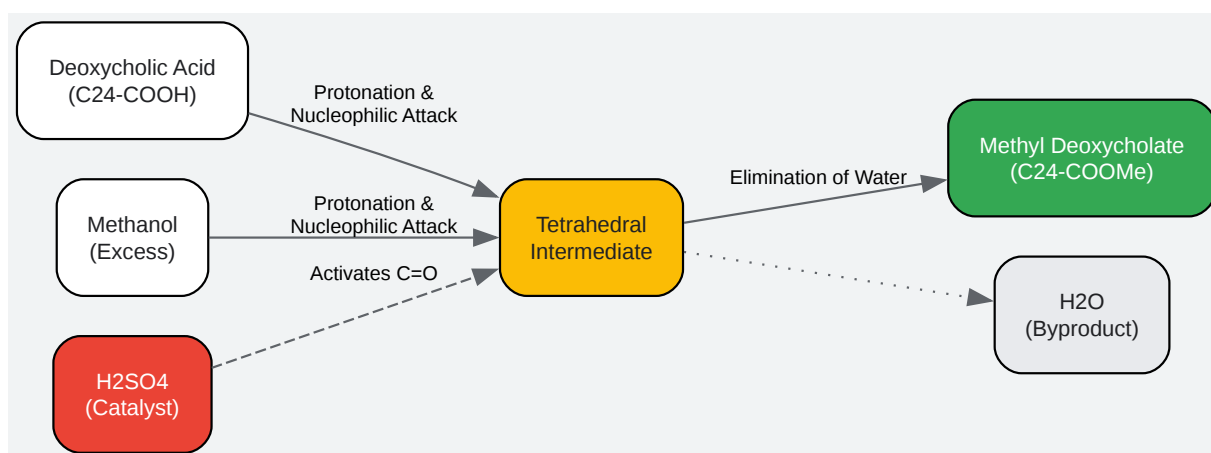 Deoxycholic Acid
(C24-COOH)
Protonation &
Nucleophilic Attack
Methanol
(Excess)
Protonation &
Nucleophilic Attack
Activates C=O
H2SO4
(Catalyst)
Tetrahedral
Intermediate
Elimination of Water
Methyl Deoxycholate
(C24-COOMe)
H2O
(Byproduct)